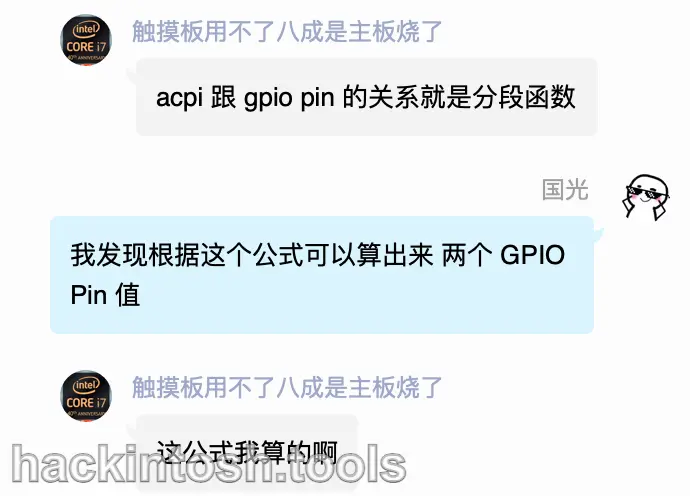 触摸板用不了八成是主板烧了
intel
CORE i7
acpi 跟 gpio pin 的关系就是分段函数
国光
我发现根据这个公式可以算出来 两个 GPIO
Pin 值
触摸板用不了八成是主板烧了
intel
CORE i7
这公式我算的啊
hackintosh.tools